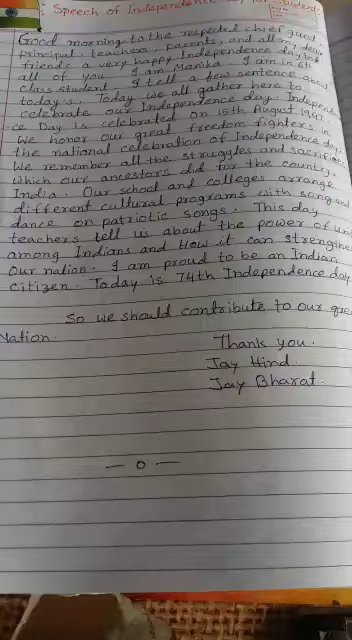 : Speech of Independence Day for Students:
Good morning to the respected chief guest
principal, teachers, parents, and all my dear
friends a very happy Independence day to
all of you. I am Manika. I am in 5th
class student. I tell a few sentence about
today's. Today we all gather here to
celebrate our Independence day. Independen
ce Day is celebrated on 15th August 1947.
We honor our great freedom fighters in
the national celebration of Independence day.
We remember all the struggles and sacrifices
which our ancestors did for the country,
India. Our school and colleges arrange
different cultural programs with song and
dance on patriotic songs. This day
teachers tell us about the power of unity
among Indians and How it can strengthen
our nation. I am proud to be an Indian
citizen. Today is 74th Independence day
So we should contribute to our great
Nation.
Thank you.
Jay Hind.
Jay Bharat.
— o —